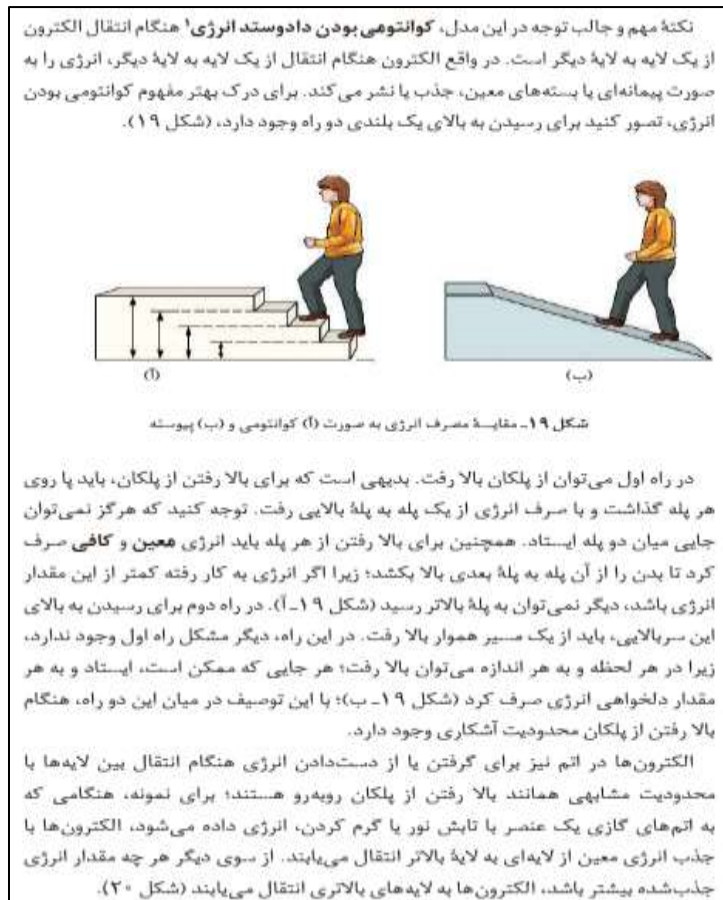 نکتهٔ مهم و جالب توجه در این مدل، کوانتومی بودن دادوستد انرژی۱ هنگام انتقال الکترون
از یک لایه به لایهٔ دیگر است. در واقع الکترون هنگام انتقال از یک لایه به لایهٔ دیگر، انرژی را به
صورت پیمانه‌ای یا بسته‌های معین، جذب یا نشر می‌کند. برای درک بهتر مفهوم کوانتومی بودن
انرژی، تصور کنید برای رسیدن به بالای یک بلندی دو راه وجود دارد، (شکل ۱۹).
(آ)
(ب)
شکل ۱۹ـ مقایسهٔ مصرف انرژی به صورت (آ) کوانتومی و (ب) پیوسته
در راه اول می‌توان از پلکان بالا رفت. بدیهی است که برای بالا رفتن از پلکان، باید پا روی
هر پله گذاشت و با صرف انرژی از یک پله به پلهٔ بالایی رفت. توجه کنید که هرگز نمی‌توان
جایی میان دو پله ایستاد. همچنین برای بالا رفتن از هر پله باید انرژی معین و کافی صرف
کرد تا بدن را از آن پله به پلهٔ بعدی بالا بکشد؛ زیرا اگر انرژی به کار رفته کمتر از این مقدار
انرژی باشد، دیگر نمی‌توان به پلهٔ بالاتر رسید (شکل ۱۹ـ آ). در راه دوم برای رسیدن به بالای
این سربالایی، باید از یک مسیر هموار بالا رفت. در این راه، دیگر مشکل راه اول وجود ندارد،
زیرا در هر لحظه و به هر اندازه می‌توان بالا رفت؛ هر جایی که ممکن است، ایستاد و به هر
مقدار دلخواهی انرژی صرف کرد (شکل ۱۹ـ ب)؛ با این توصیف در میان این دو راه، هنگام
بالا رفتن از پلکان محدودیت آشکاری وجود دارد.
الکترون‌ها در اتم نیز برای گرفتن یا از دست‌دادن انرژی هنگام انتقال بین لایه‌ها با
محدودیت مشابهی همانند بالا رفتن از پلکان روبه‌رو هستند؛ برای نمونه، هنگامی که
به اتم‌های گازی یک عنصر با تابش نور یا گرم کردن، انرژی داده می‌شود، الکترون‌ها با
جذب انرژی معین از لایه‌ای به لایهٔ بالاتر انتقال می‌یابند. از سوی دیگر هر چه مقدار انرژی
جذب‌شده بیشتر باشد، الکترون‌ها به لایه‌های بالاتری انتقال می‌یابند (شکل ۲۰).